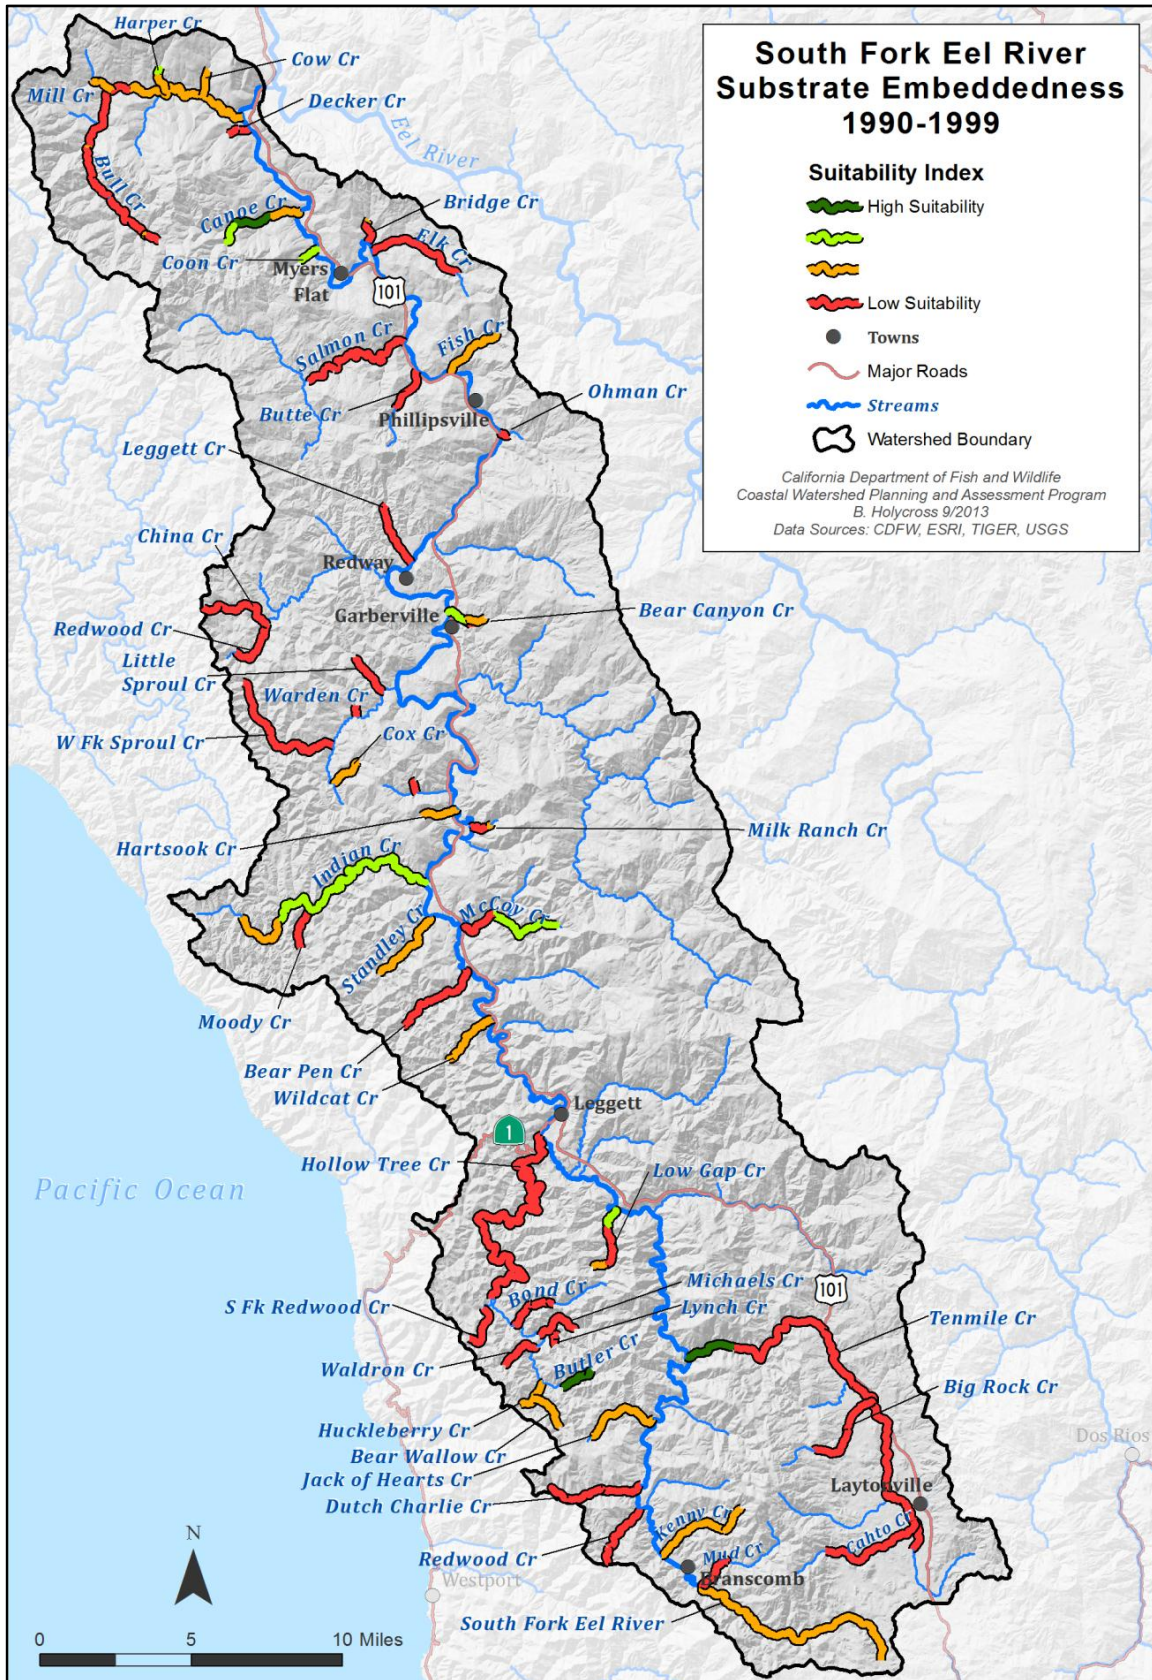 Harper Cr
Cow Cr
Mill Cr
Decker Cr
Eel River
Bull Cr
Canoe Cr
Bridge Cr
Elk Cr
Coon Cr
Myers
Flat
101
Salmon Cr
Fish Cr
Butte Cr
Phillipsville
Ohman Cr
Leggett Cr
China Cr
Redway
Garberville
Bear Canyon Cr
Redwood Cr
Little
Sproul Cr
Warden Cr
W Fk Sproul Cr
Cox Cr
Hartsook Cr
Milk Ranch Cr
Indian Cr
McCoy Cr
Standley Cr
Moody Cr
Bear Pen Cr
Wildcat Cr
Leggett
1
Hollow Tree Cr
Low Gap Cr
Pacific Ocean
Bond Cr
Michaels Cr
S Fk Redwood Cr
Lynch Cr
101
Tenmile Cr
Waldron Cr
Butler Cr
Big Rock Cr
Huckleberry Cr
Bear Wallow Cr
Dos Rios
Jack of Hearts Cr
Laytonville
Dutch Charlie Cr
Kenny Cr
Cahto Cr
Redwood Cr
Mud Cr
Branscomb
Westport
South Fork Eel River
N
0 5 10 Miles
South Fork Eel River
Substrate Embeddedness
1990-1999
Suitability Index
High Suitability
Low Suitability
Towns
Major Roads
Streams
Watershed Boundary
California Department of Fish and Wildlife
Coastal Watershed Planning and Assessment Program
B. Holycross 9/2013
Data Sources: CDFW, ESRI, TIGER, USGS